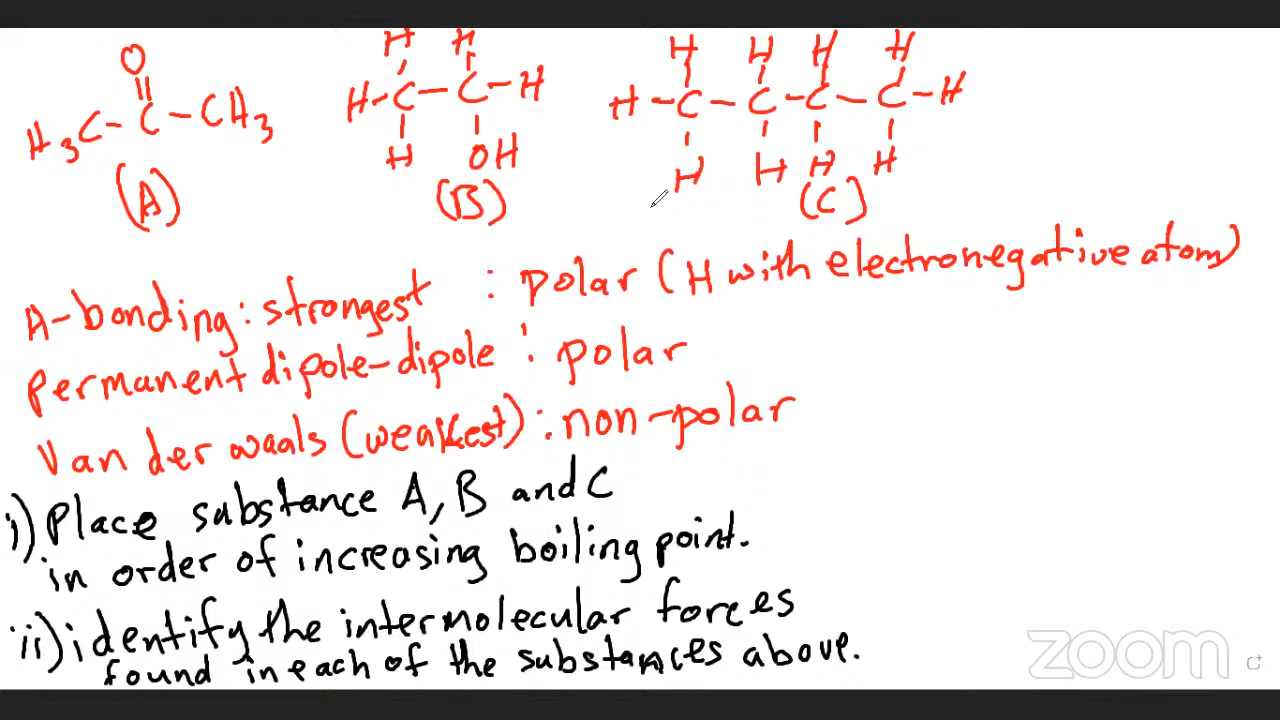 O H H H H H H
H₃C - C - CH₃ H - C - C - H H - C - C - C - C - H
H OH H H H H
(A) (B) (C)
A-bonding: strongest : polar (H with electronegative atom)
Permanent dipole-dipole : polar
Van der waals (weakest) : non-polar
i) Place substance A, B and C
in order of increasing boiling point.
ii) identify the intermolecular forces
found in each of the substances above.
zoom